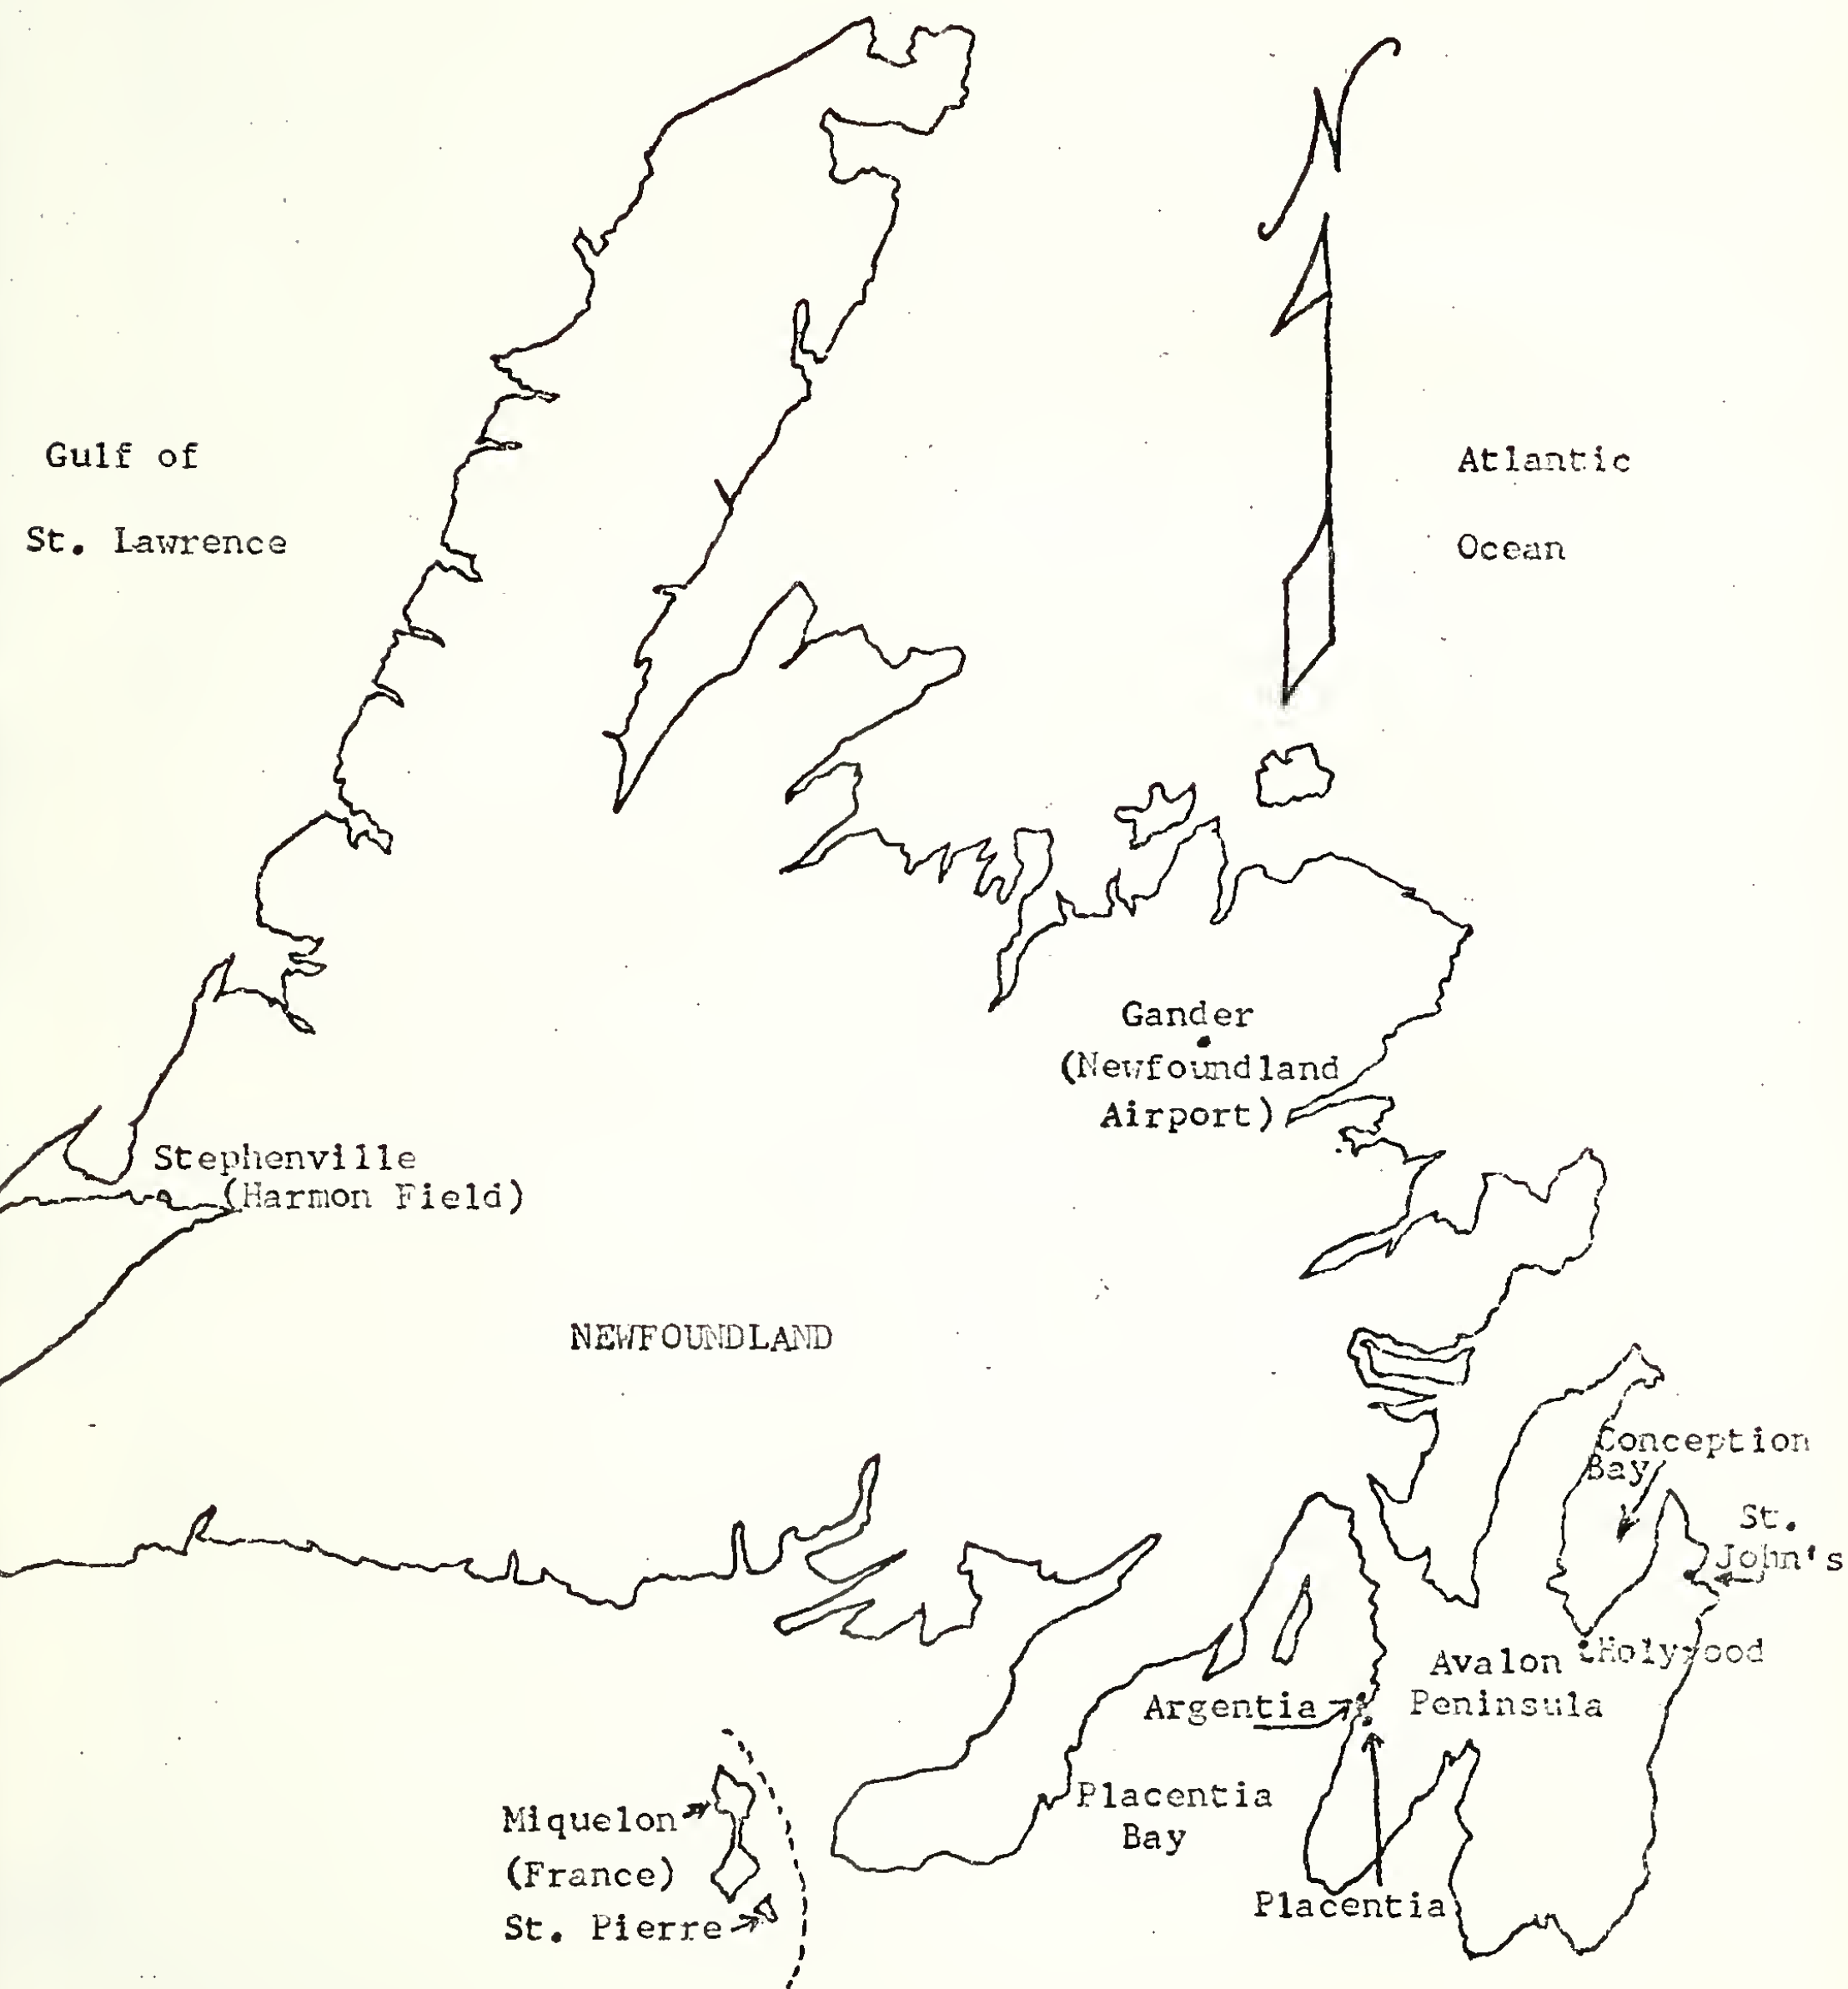 N
Gulf of
St. Lawrence
Atlantic
Ocean
Gander
(Newfoundland
Airport)
Stephenville
(Harmon Field)
NEWFOUNDLAND
Conception
Bay
St.
John's
Holyrood
Avalon
Peninsula
Argentia
Placentia
Bay
Placentia
Miquelon
(France)
St. Pierre